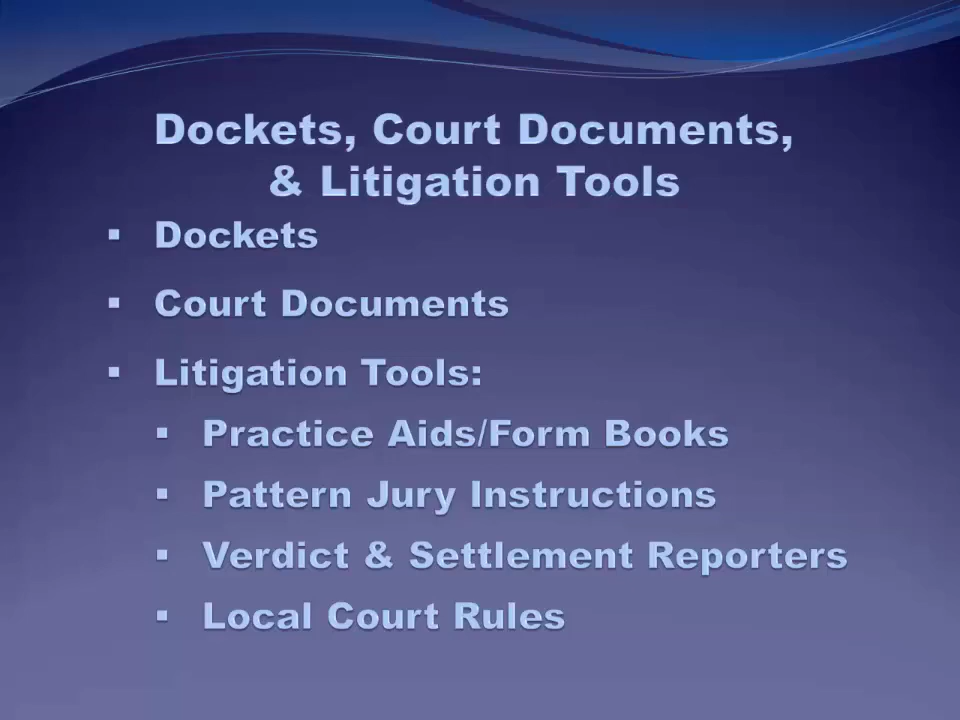 Dockets, Court Documents,
& Litigation Tools
▪ Dockets
▪ Court Documents
▪ Litigation Tools:
▪ Practice Aids/Form Books
▪ Pattern Jury Instructions
▪ Verdict & Settlement Reporters
▪ Local Court Rules